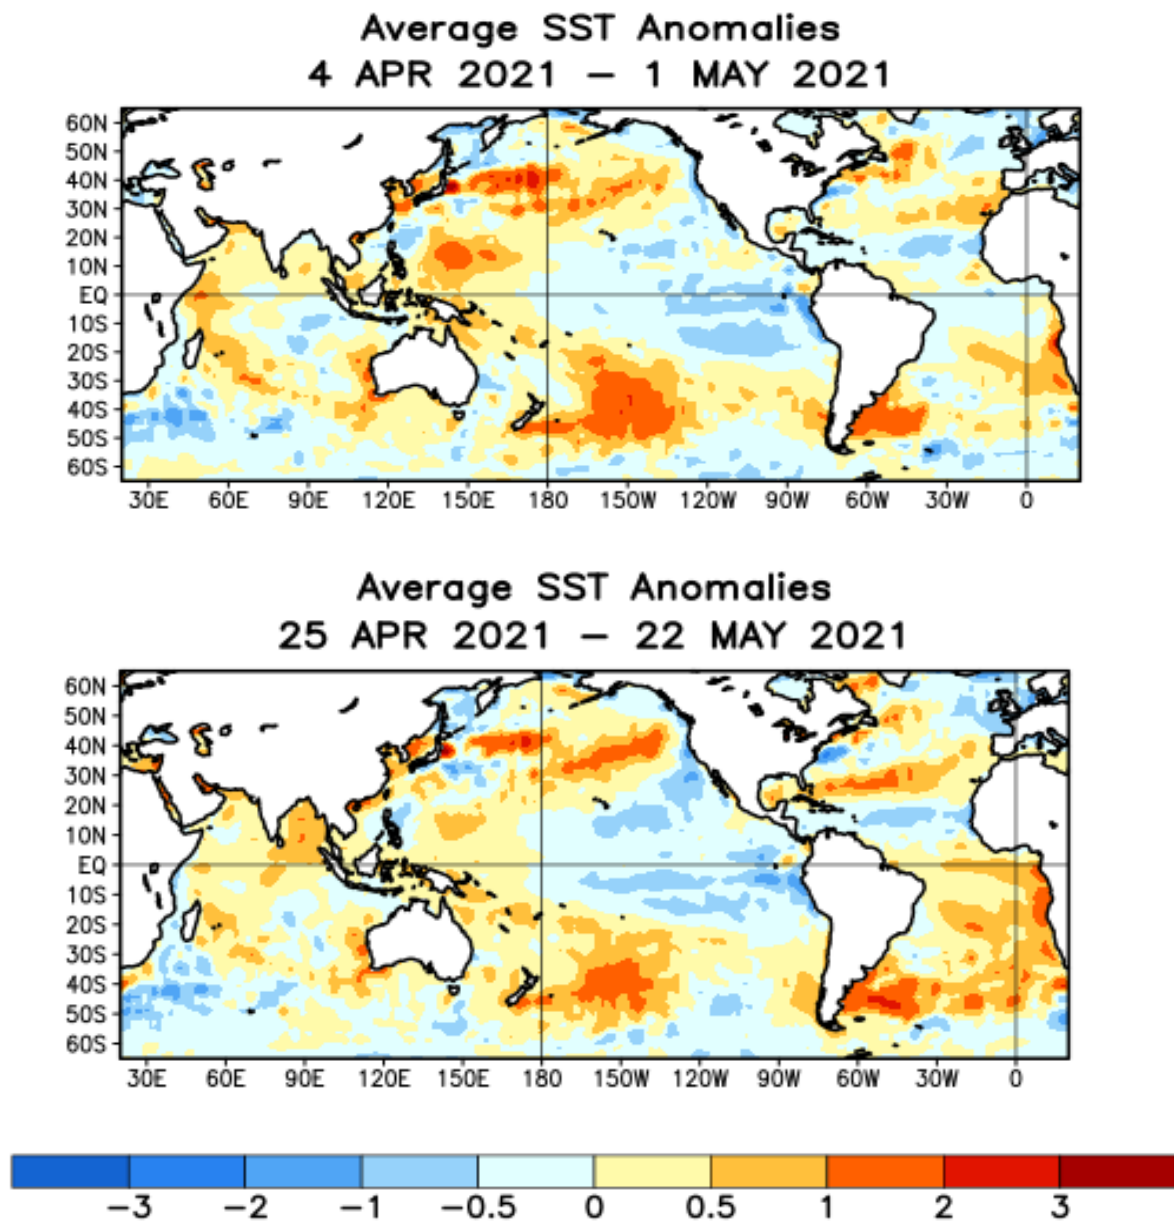 Average SST Anomalies
4 APR 2021 – 1 MAY 2021
60N
50N
40N
30N
20N
10N
EQ
10S
20S
30S
40S
50S
60S
30E 60E 90E 120E 150E 180 150W 120W 90W 60W 30W 0
Average SST Anomalies
25 APR 2021 – 22 MAY 2021
60N
50N
40N
30N
20N
10N
EQ
10S
20S
30S
40S
50S
60S
30E 60E 90E 120E 150E 180 150W 120W 90W 60W 30W 0
−3 −2 −1 −0.5 0 0.5 1 2 3